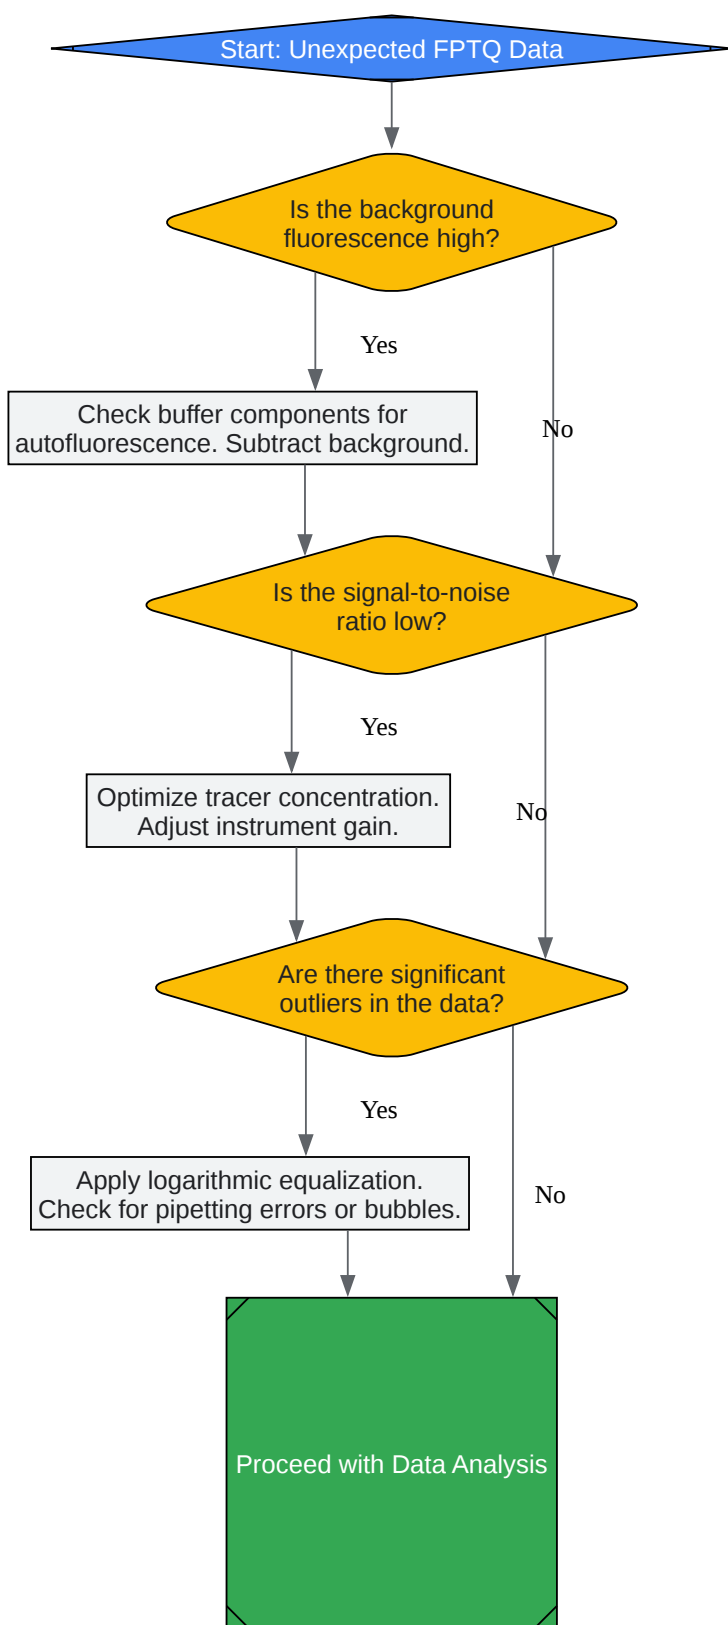 Start: Unexpected FPTQ Data
Is the background
fluorescence high?
Yes
Check buffer components for
autofluorescence. Subtract background.
No
Is the signal-to-noise
ratio low?
Yes
Optimize tracer concentration.
Adjust instrument gain.
No
Are there significant
outliers in the data?
Yes
Apply logarithmic equalization.
Check for pipetting errors or bubbles.
No
Proceed with Data Analysis